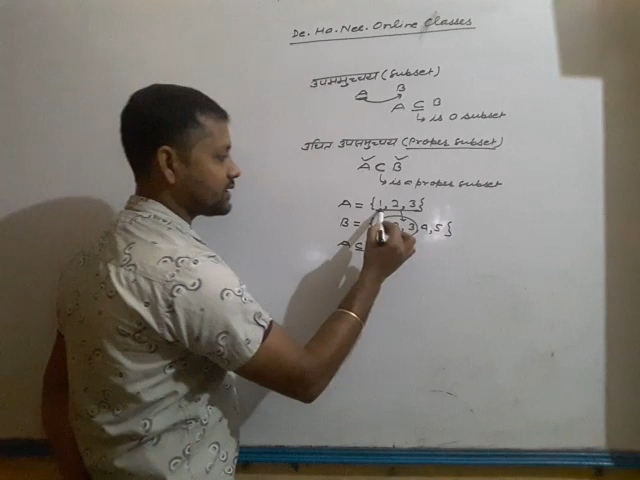 De. Ha. Nee. Online Classes
उपसमुच्चय (Subset)
A B
A ⊆ B
↳ is a subset
उचित उपसमुच्चय (Proper subset)
A ⊂ B
↳ is a proper subset
A = {1, 2, 3}
B = { 3, 4, 5}
A ⊆